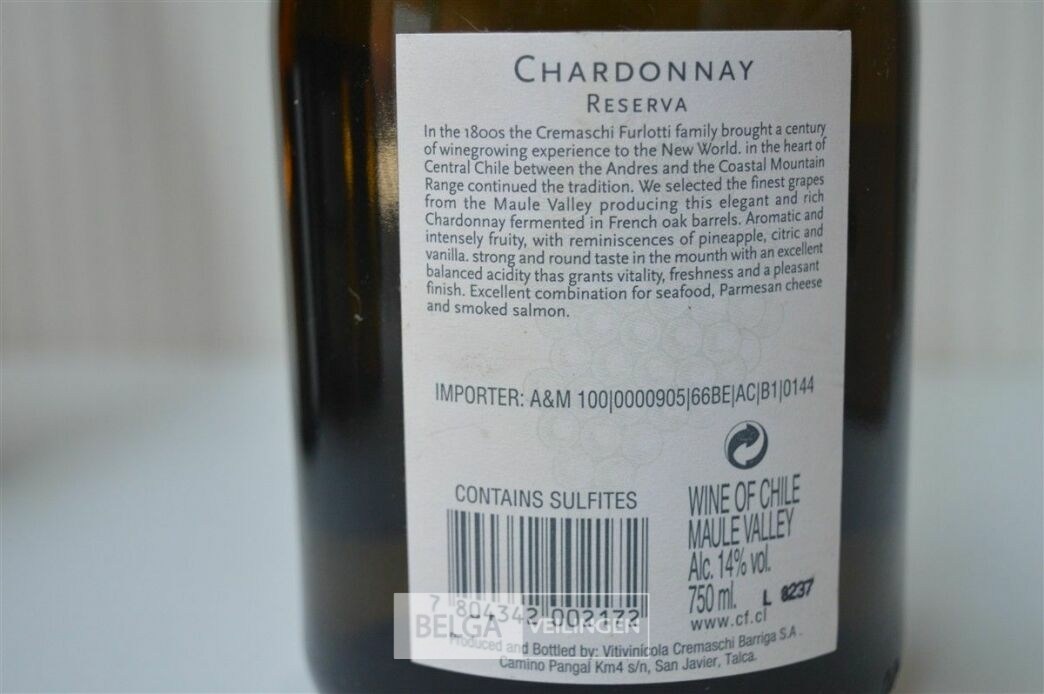 CHARDONNAY
RESERVA
In the 1800s the Cremaschi Furlotti family brought a century
of winegrowing experience to the New World. in the heart of
Central Chile between the Andres and the Coastal Mountain
Range continued the tradition. We selected the finest grapes
from the Maule Valley producing this elegant and rich
Chardonnay fermented in French oak barrels. Aromatic and
intensely fruity, with reminiscences of pineapple, citric and
vanilla. strong and round taste in the mounth with an excellent
balanced acidity thas grants vitality, freshness and a pleasant
finish. Excellent combination for seafood, Parmesan cheese
and smoked salmon.
IMPORTER: A&M 100|0000905|66BE|AC|B1|0144
CONTAINS SULFITES
7 804342 002172
WINE OF CHILE
MAULE VALLEY
Alc. 14% vol.
750 ml. L 8237
www.cf.cl
BELGA VEILINGEN
Produced and Bottled by: Vitivinícola Cremaschi Barriga S.A.
Camino Pangal Km4 s/n, San Javier, Talca.